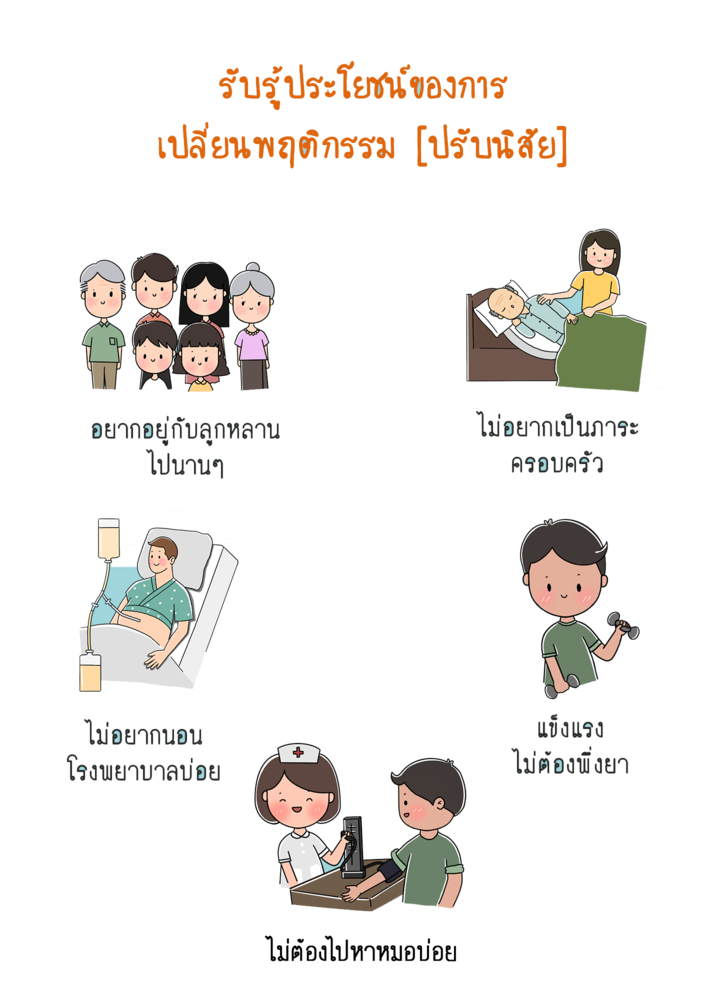 รับรู้ประโยชน์ของการ
เปลี่ยนพฤติกรรม [ปรับนิสัย]
อยากอยู่กับลูกหลาน
ไปนานๆ
ไม่อยากเป็นภาระ
ครอบครัว
ไม่อยากนอน
โรงพยาบาลบ่อย
แข็งแรง
ไม่ต้องพึ่งยา
ไม่ต้องไปหาหมอบ่อย